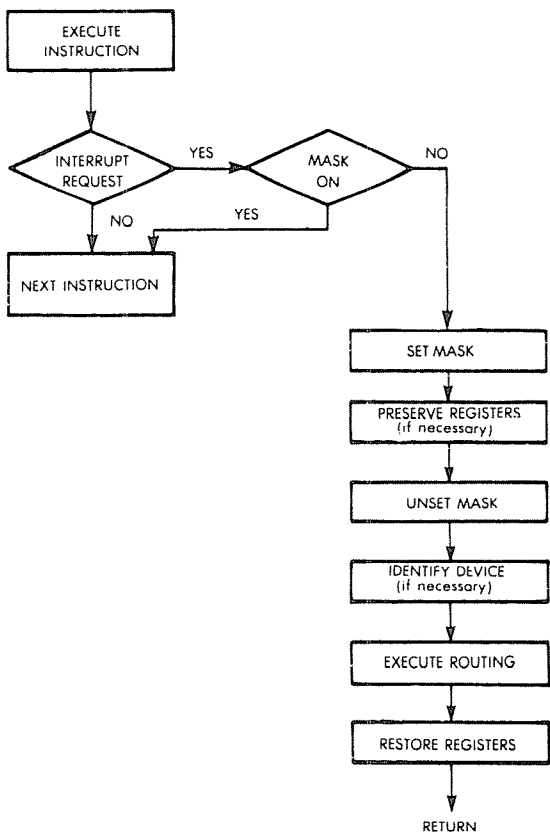 EXECUTE
INSTRUCTION
INTERRUPT
REQUEST
YES
MASK
ON
NO
NO
YES
NEXT INSTRUCTION
SET MASK
PRESERVE REGISTERS
(if necessary)
UNSET MASK
IDENTIFY DEVICE
(if necessary)
EXECUTE ROUTING
RESTORE REGISTERS
RETURN